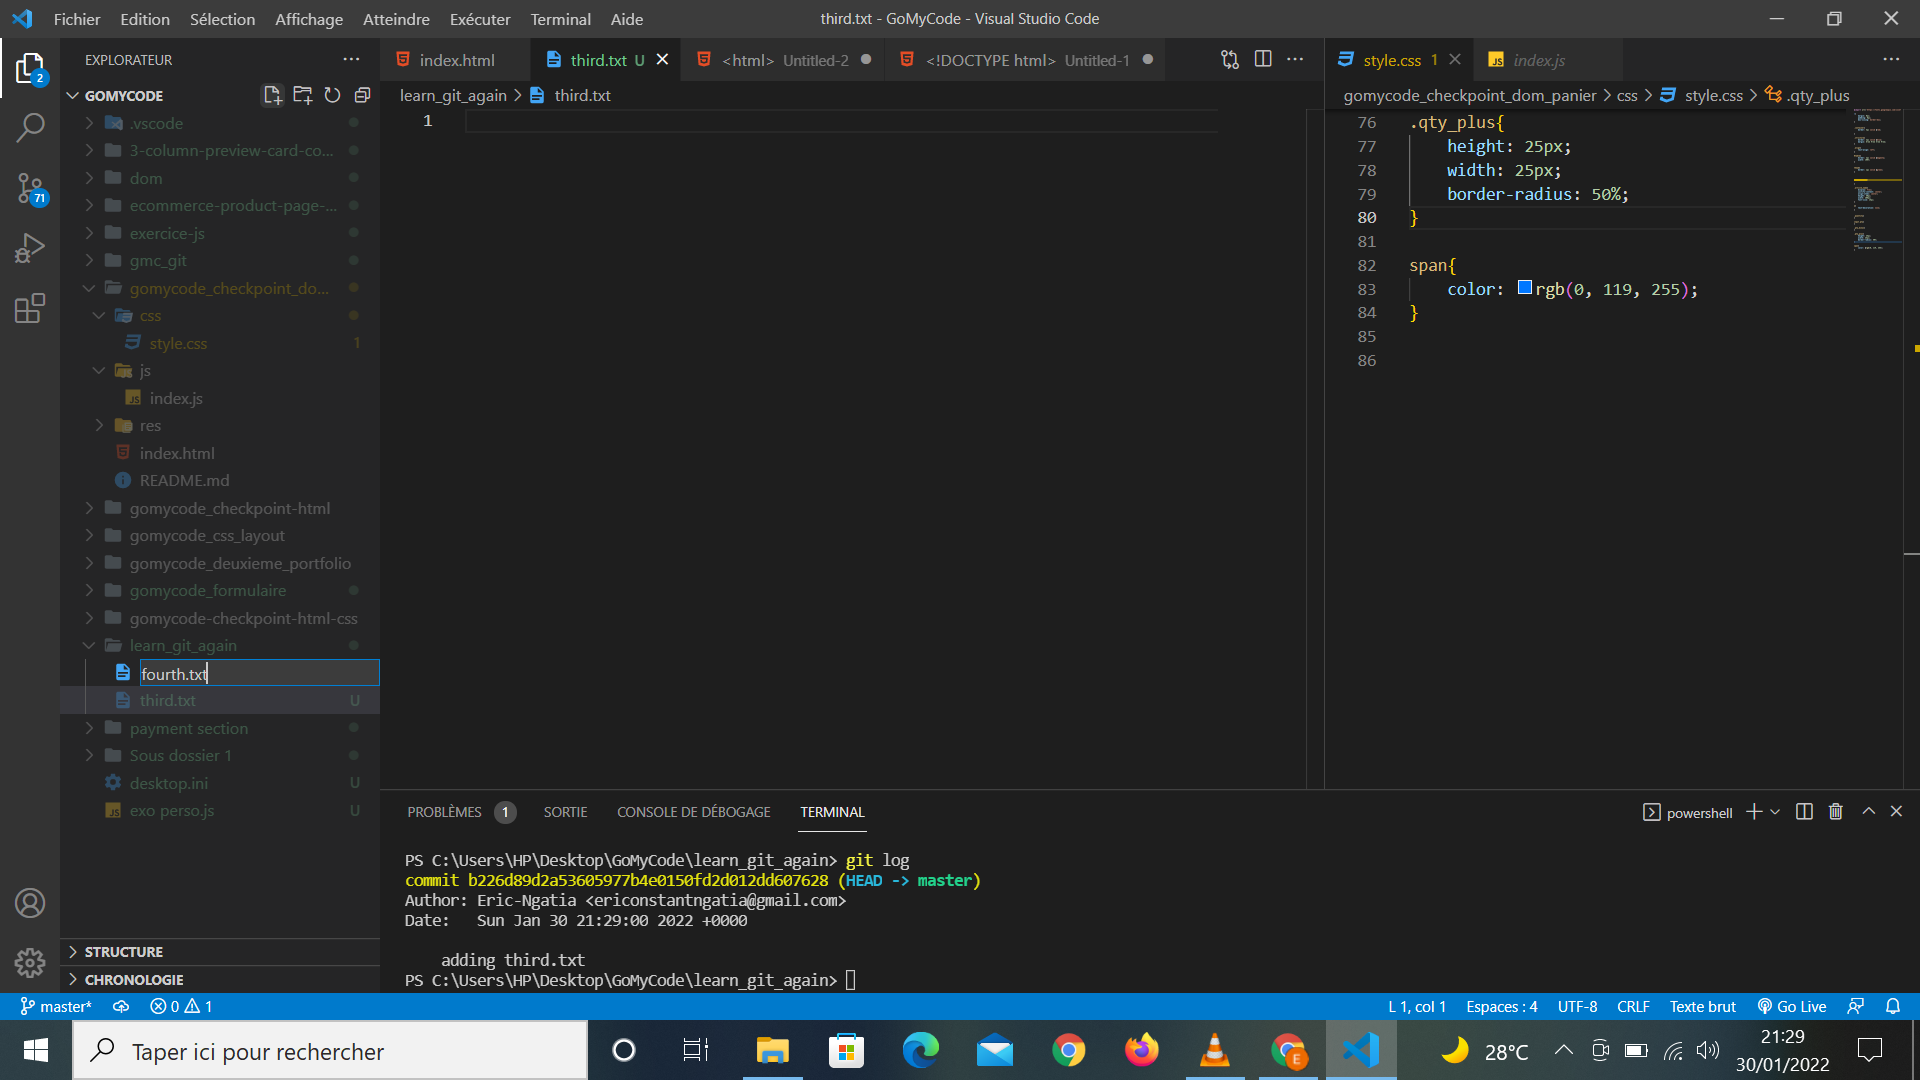 Fichier Edition Sélection Affichage Atteindre Exécuter Terminal Aide
third.txt - GoMyCode - Visual Studio Code
EXPLORATEUR
GOMYCODE
.vscode
3-column-preview-card-co...
dom
ecommerce-product-page-...
exercice-js
gmc_git
gomycode_checkpoint_do...
css
style.css 1
js
index.js
res
index.html
README.md
gomycode_checkpoint-html
gomycode_css_layout
gomycode_deuxieme_portfolio
gomycode_formulaire
gomycode-checkpoint-html-css
learn_git_again
fourth.txt
third.txt U
payment section
Sous dossier 1
desktop.ini U
exo perso.js U
STRUCTURE
CHRONOLOGIE
2
71
index.html
third.txt U
<html> Untitled-2
<!DOCTYPE html> Untitled-1
learn_git_again > third.txt
1
style.css 1
index.js
gomycode_checkpoint_dom_panier > css > style.css > .qty_plus
76 .qty_plus{
77 height: 25px;
78 width: 25px;
79 border-radius: 50%;
80 }
81
82 span{
83 color: rgb(0, 119, 255);
84 }
85
86
PROBLÈMES 1 SORTIE CONSOLE DE DÉBOGAGE TERMINAL
powershell
PS C:\Users\HP\Desktop\GoMyCode\learn_git_again> git log
commit b226d89d2a53605977b4e0150fd2d012dd607628 (HEAD -> master)
Author: Eric-Ngatia <ericonstantngatia@gmail.com>
Date: Sun Jan 30 21:29:00 2022 +0000
adding third.txt
PS C:\Users\HP\Desktop\GoMyCode\learn_git_again>
master* 0 1
L 1, col 1 Espaces : 4 UTF-8 CRLF Texte brut Go Live
Taper ici pour rechercher
E
28°C
21:29
30/01/2022